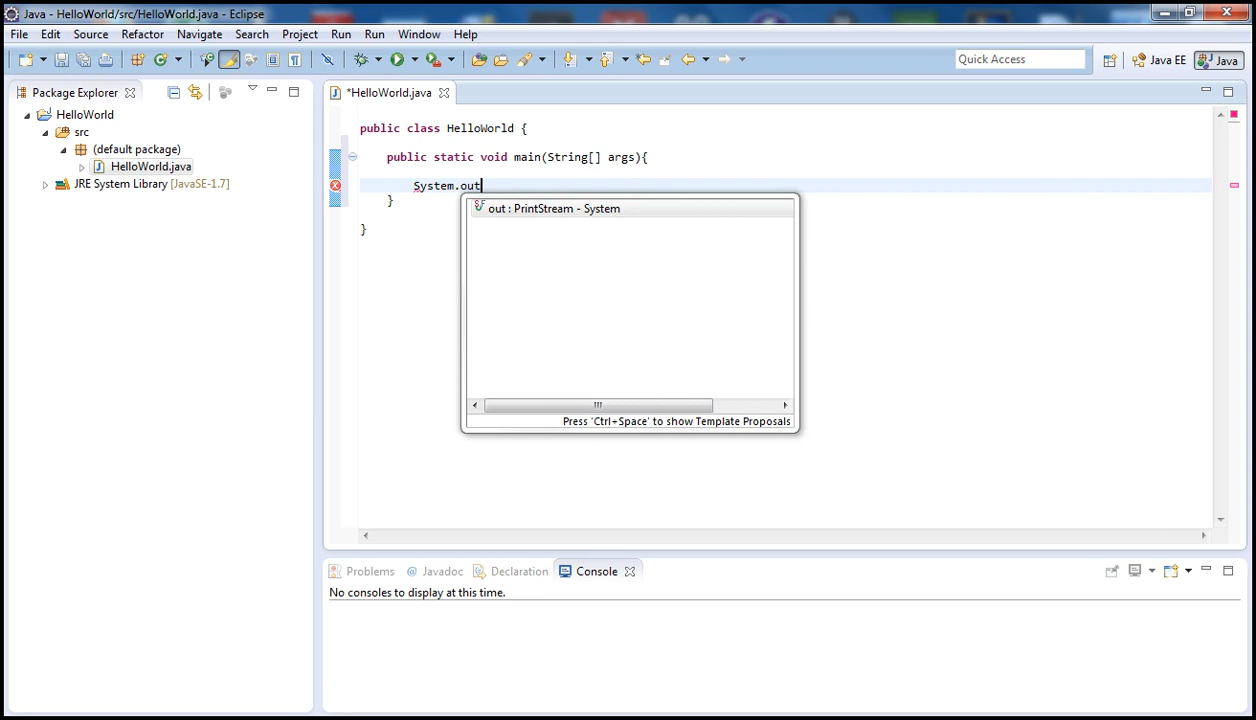 Java - HelloWorld/src/HelloWorld.java - Eclipse
File Edit Source Refactor Navigate Search Project Run Run Window Help
Quick Access
Java EE
Java
Package Explorer
*HelloWorld.java
HelloWorld
src
(default package)
HelloWorld.java
JRE System Library [JavaSE-1.7]
public class HelloWorld {
public static void main(String[] args){
System.out
}
}
out : PrintStream - System
Press 'Ctrl+Space' to show Template Proposals
Problems @ Javadoc Declaration Console
No consoles to display at this time.